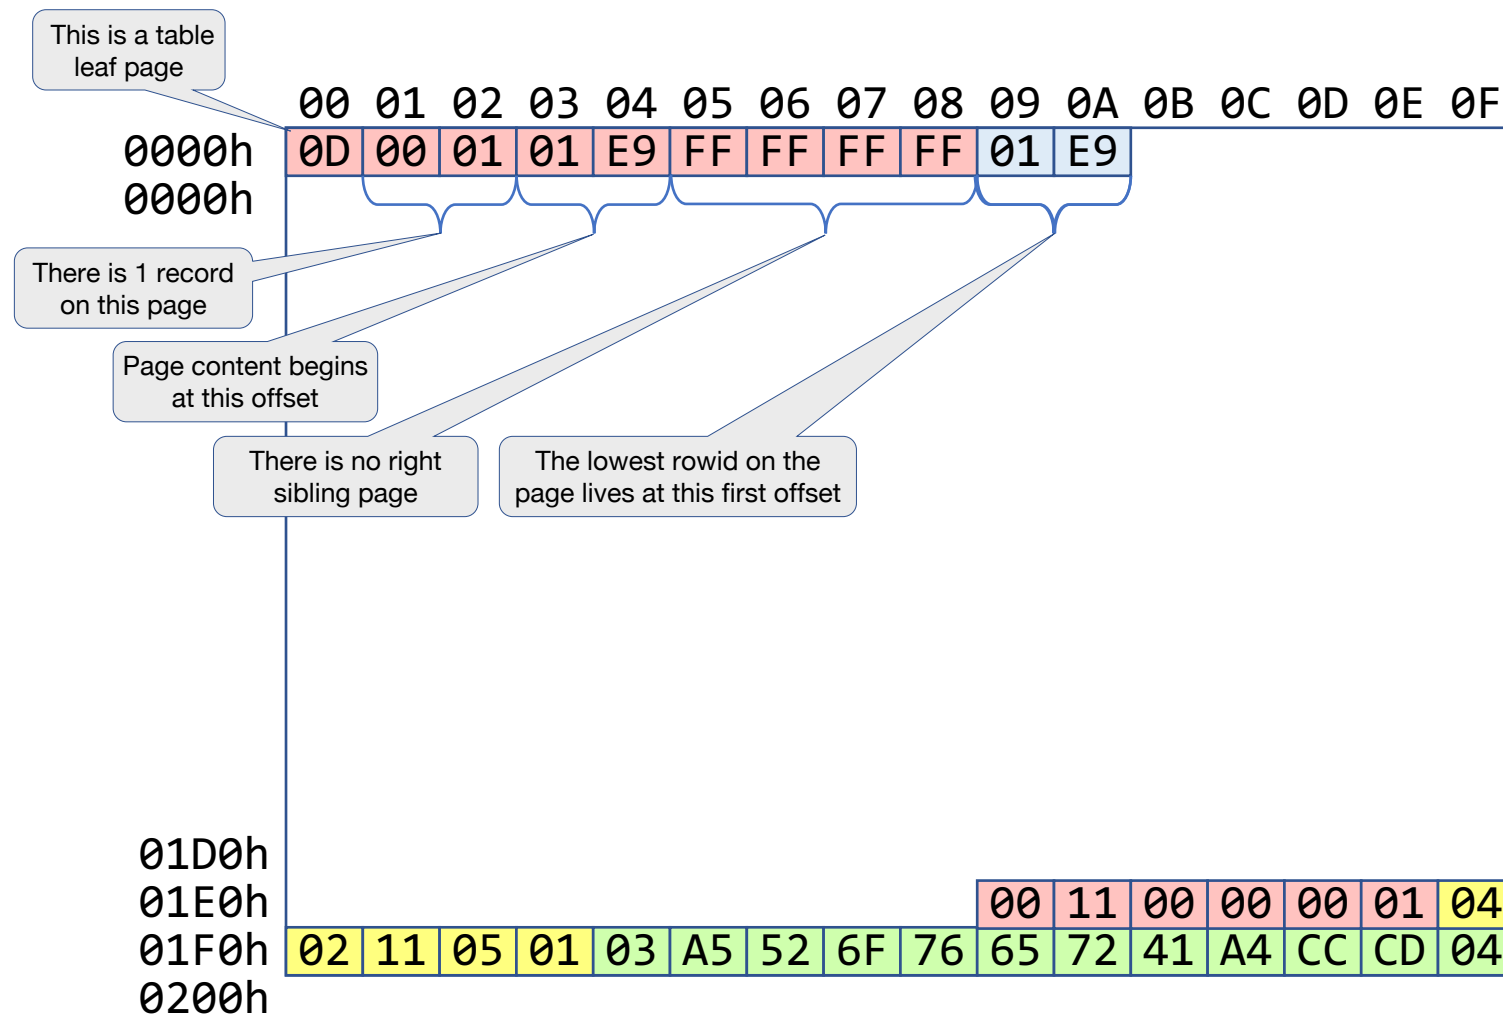 This is a table
leaf page
00 01 02 03 04 05 06 07 08 09 0A 0B 0C 0D 0E 0F
0000h 0D 00 01 01 E9 FF FF FF FF 01 E9
0000h
There is 1 record
on this page
Page content begins
at this offset
There is no right
sibling page
The lowest rowid on the
page lives at this first offset
01D0h
01E0h 00 11 00 00 00 01 04
01F0h 02 11 05 01 03 A5 52 6F 76 65 72 41 A4 CC CD 04
0200h